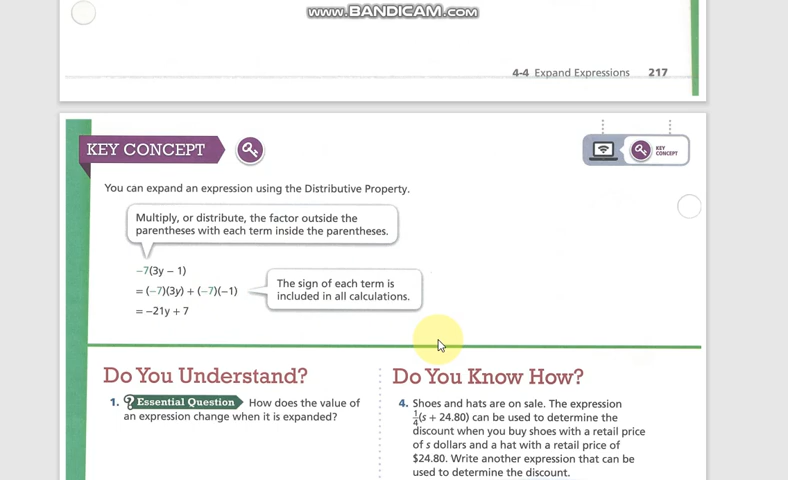 www.BANDICAM.com
4-4 Expand Expressions 217
KEY CONCEPT
KEY
CONCEPT
You can expand an expression using the Distributive Property.
Multiply, or distribute, the factor outside the
parentheses with each term inside the parentheses.
−7(3y − 1)
= (−7)(3y) + (−7)(−1)
= −21y + 7
The sign of each term is
included in all calculations.
Do You Understand?
1. ? Essential Question How does the value of
an expression change when it is expanded?
Do You Know How?
4. Shoes and hats are on sale. The expression
1/4(s + 24.80) can be used to determine the
discount when you buy shoes with a retail price
of s dollars and a hat with a retail price of
$24.80. Write another expression that can be
used to determine the discount.